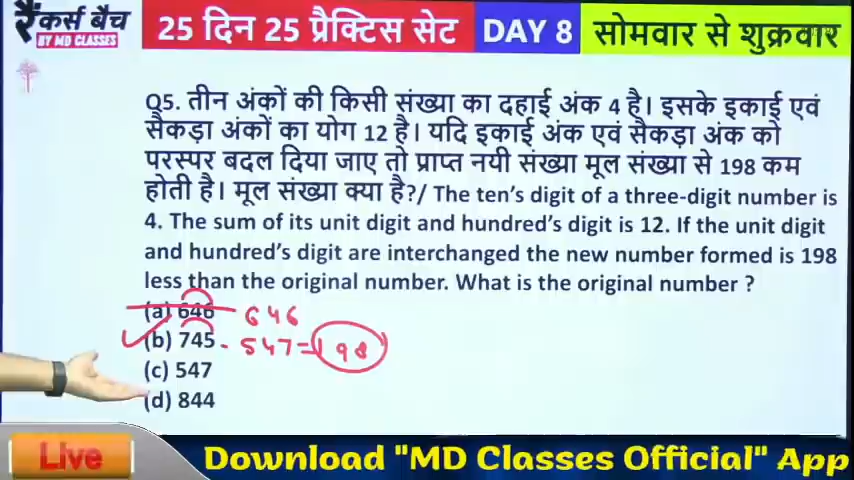 रैंकर्स बैच
BY MD CLASSES
25 दिन 25 प्रैक्टिस सेट
DAY 8
सोमवार से शुक्रवार
Q5. तीन अंकों की किसी संख्या का दहाई अंक 4 है। इसके इकाई एवं
सैकड़ा अंकों का योग 12 है। यदि इकाई अंक एवं सैकड़ा अंक को
परस्पर बदल दिया जाए तो प्राप्त नयी संख्या मूल संख्या से 198 कम
होती है। मूल संख्या क्या है?/ The ten's digit of a three-digit number is
4. The sum of its unit digit and hundred's digit is 12. If the unit digit
and hundred's digit are interchanged the new number formed is 198
less than the original number. What is the original number ?
(a) 646 - 646
(b) 745 - 547 = 198
(c) 547
(d) 844
Live
Download "MD Classes Official" App